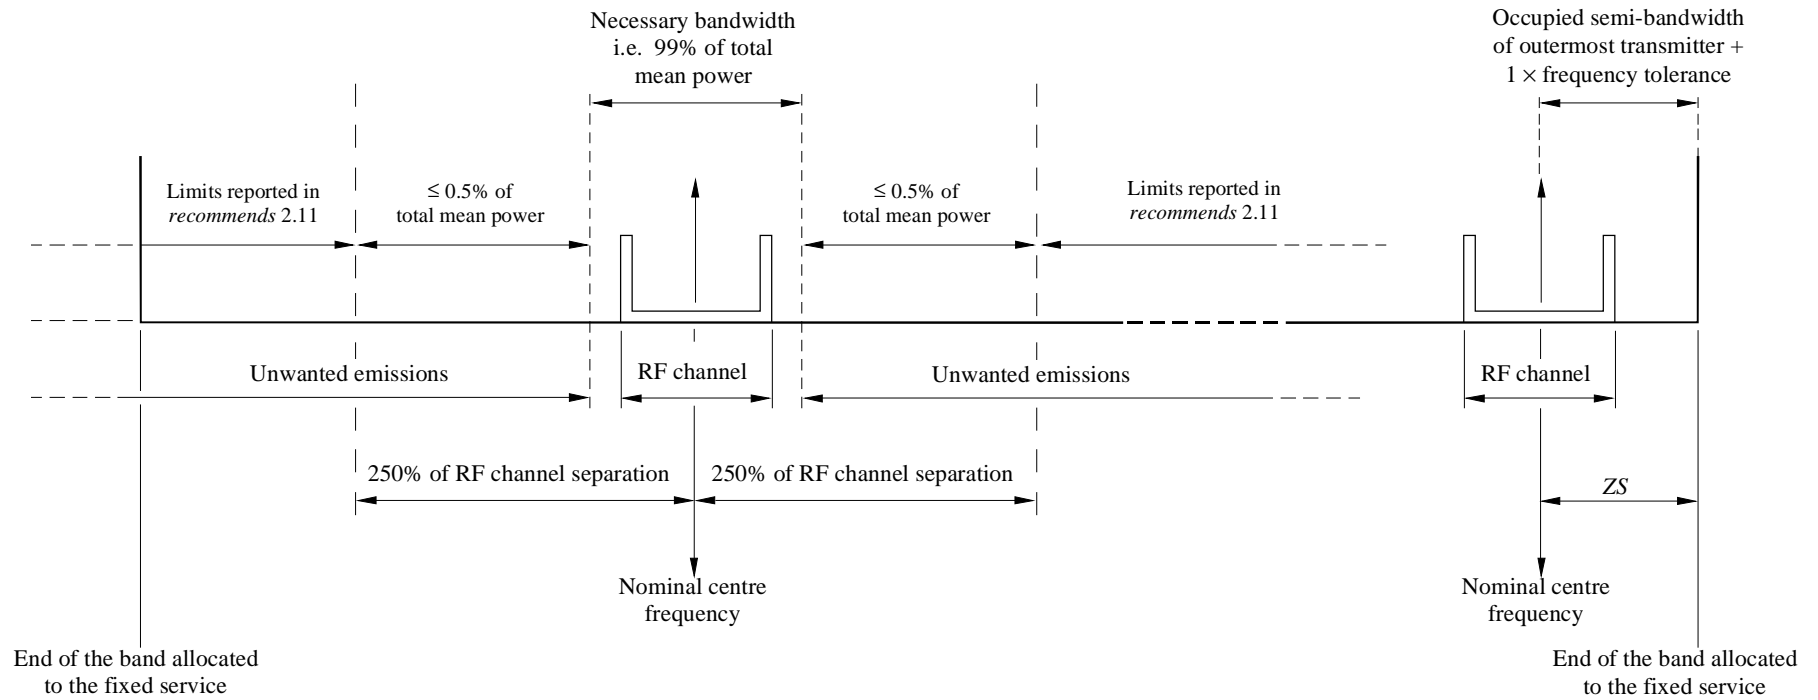 Necessary bandwidth
i.e. 99% of total
mean power
Occupied semi-bandwidth
of outermost transmitter +
1 × frequency tolerance
Limits reported in
recommends 2.11
≤ 0.5% of
total mean power
≤ 0.5% of
total mean power
Limits reported in
recommends 2.11
Unwanted emissions
RF channel
Unwanted emissions
RF channel
250% of RF channel separation
250% of RF channel separation
ZS
Nominal centre
frequency
Nominal centre
frequency
End of the band allocated
to the fixed service
End of the band allocated
to the fixed service